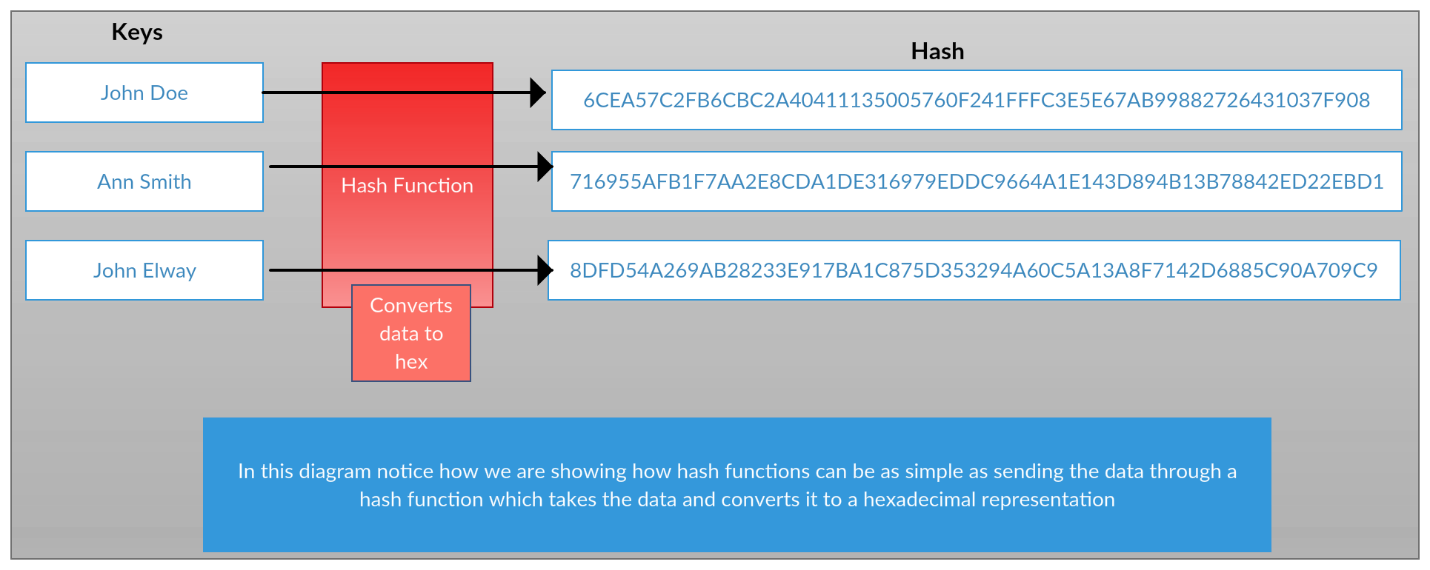 Keys
Hash
John Doe
6CEA57C2FB6CBC2A40411135005760F241FFFC3E5E67AB99882726431037F908
Ann Smith
Hash Function
716955AFB1F7AA2E8CDA1DE316979EDDC9664A1E143D894B13B78842ED22EBD1
John Elway
8DFD54A269AB28233E917BA1C875D353294A60C5A13A8F7142D6885C90A709C9
Converts
data to
hex
In this diagram notice how we are showing how hash functions can be as simple as sending the data through a
hash function which takes the data and converts it to a hexadecimal representation